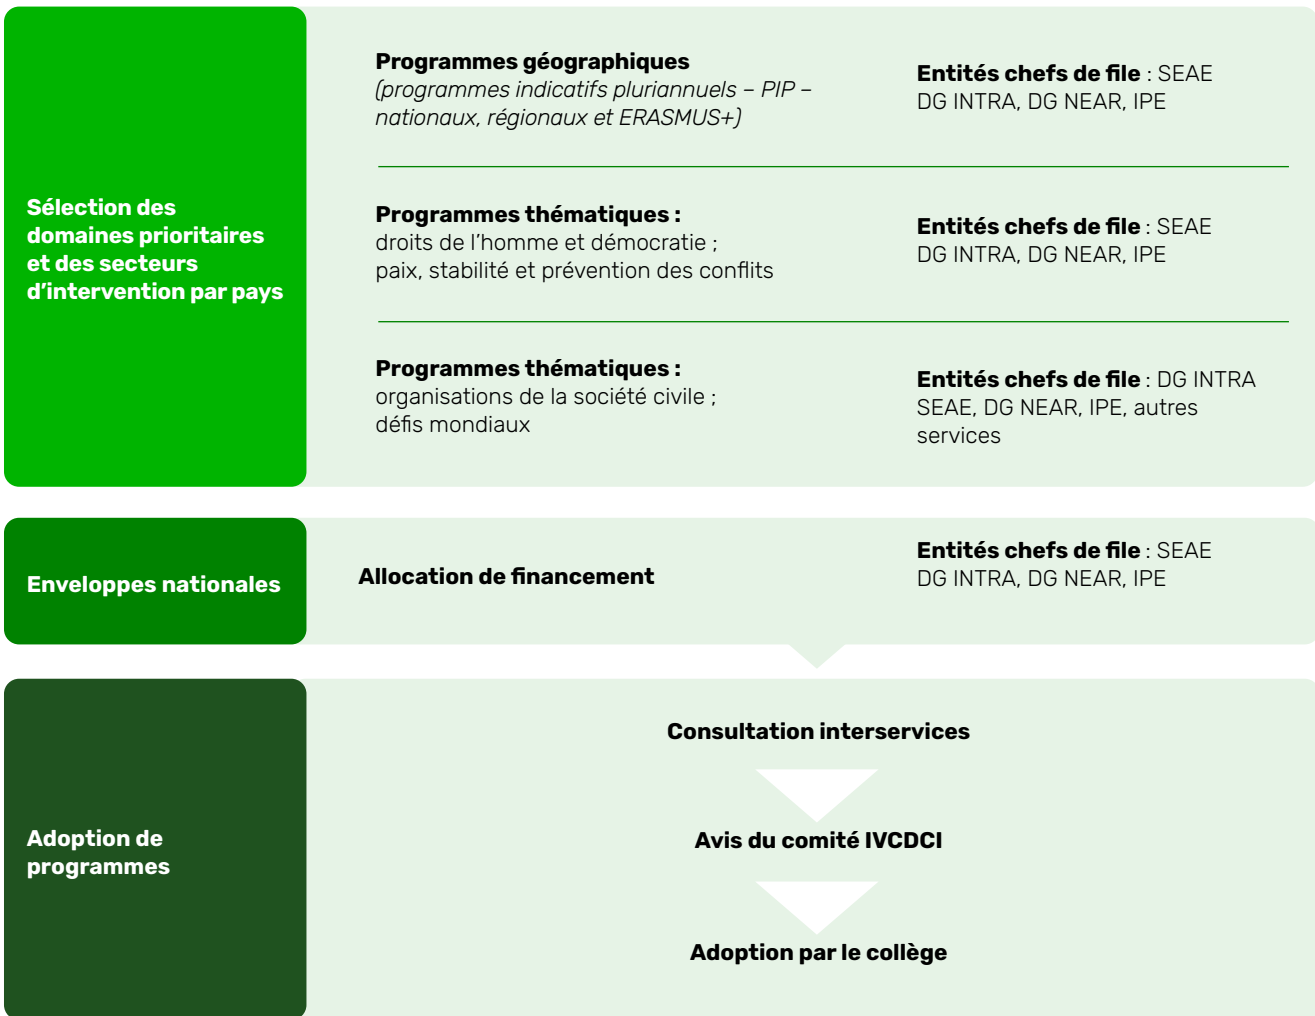 Sélection des
domaines prioritaires
et des secteurs
d'intervention par pays
Programmes géographiques
(programmes indicatifs pluriannuels – PIP –
nationaux, régionaux et ERASMUS+)
Entités chefs de file : SEAE
DG INTRA, DG NEAR, IPE
Programmes thématiques :
droits de l'homme et démocratie ;
paix, stabilité et prévention des conflits
Entités chefs de file : SEAE
DG INTRA, DG NEAR, IPE
Programmes thématiques :
organisations de la société civile ;
défis mondiaux
Entités chefs de file : DG INTRA
SEAE, DG NEAR, IPE, autres
services
Enveloppes nationales
Allocation de financement
Entités chefs de file : SEAE
DG INTRA, DG NEAR, IPE
Adoption de
programmes
Consultation interservices
Avis du comité IVCDCI
Adoption par le collège